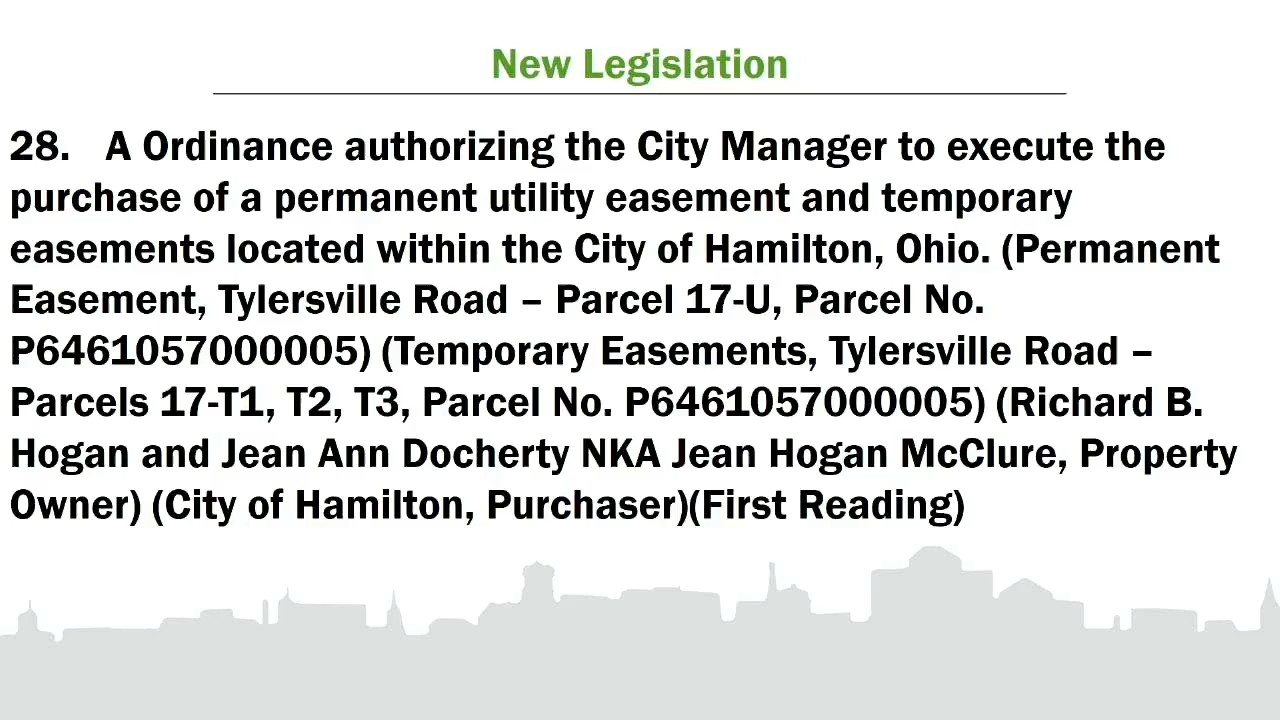 New Legislation
28. A Ordinance authorizing the City Manager to execute the
purchase of a permanent utility easement and temporary
easements located within the City of Hamilton, Ohio. (Permanent
Easement, Tylersville Road – Parcel 17-U, Parcel No.
P6461057000005) (Temporary Easements, Tylersville Road –
Parcels 17-T1, T2, T3, Parcel No. P6461057000005) (Richard B.
Hogan and Jean Ann Docherty NKA Jean Hogan McClure, Property
Owner) (City of Hamilton, Purchaser)(First Reading)